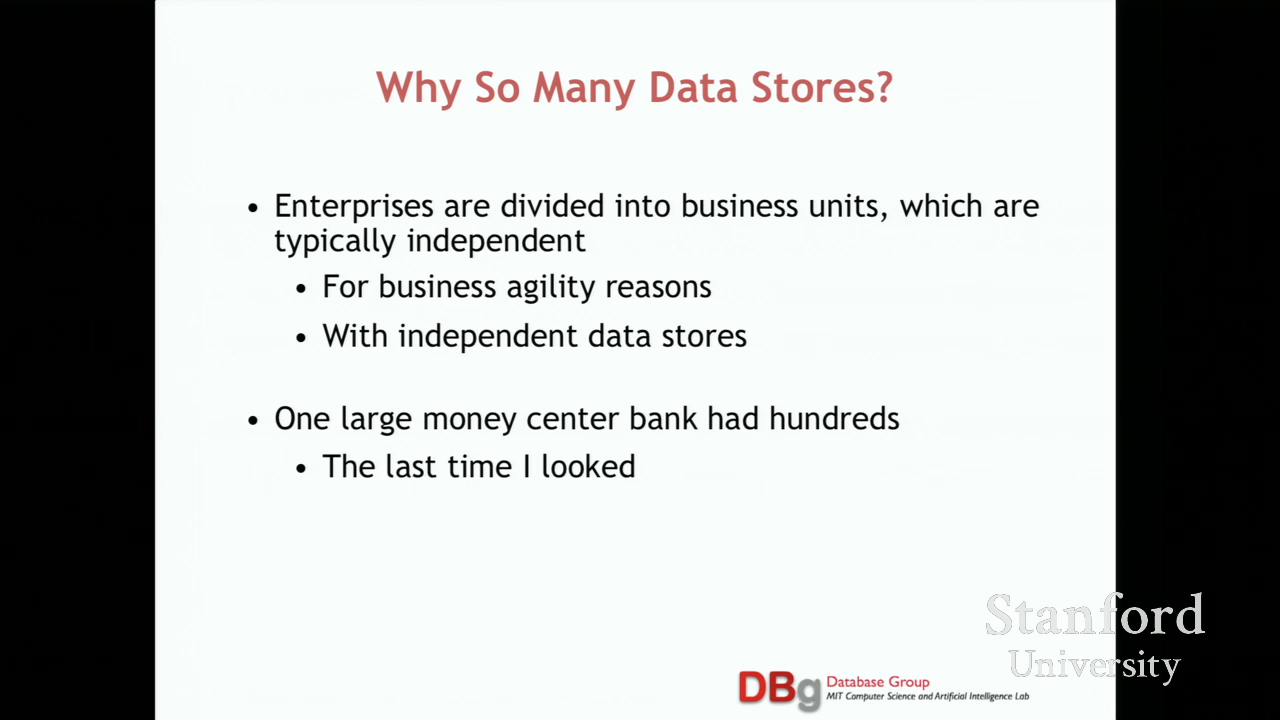 Why So Many Data Stores?
• Enterprises are divided into business units, which are
typically independent
• For business agility reasons
• With independent data stores
• One large money center bank had hundreds
• The last time I looked
Stanford
University
DBg Database Group
MIT Computer Science and Artificial Intelligence Lab